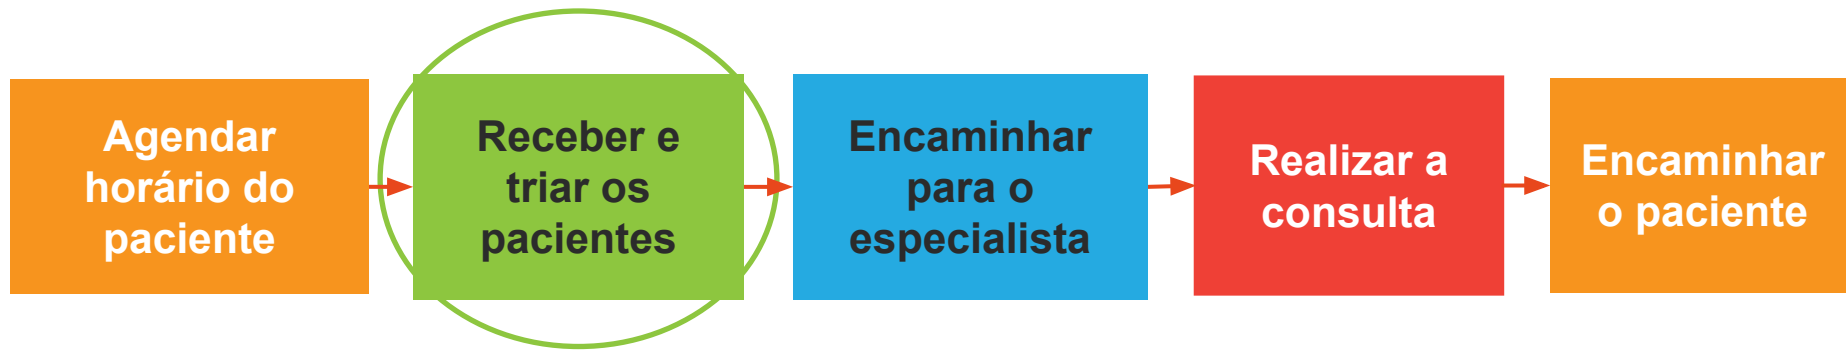 Agendar
horário do
paciente
Receber e
triar os
pacientes
Encaminhar
para o
especialista
Realizar a
consulta
Encaminhar
o paciente